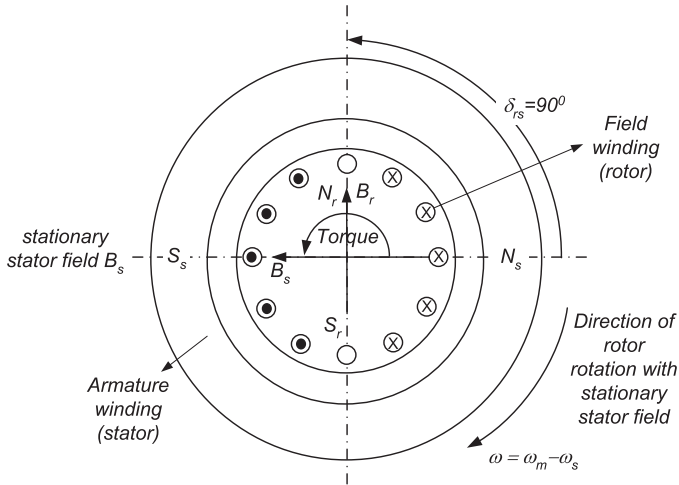 δrs=90⁰
Field
winding
(rotor)
Nr
Br
X
X
X
X
X
stationary
stator field Bs
Ss
Torque
Ns
Bs
Sr
Direction of
rotor
rotation with
stationary
stator field
Armature
winding
(stator)
ω = ωm−ωs